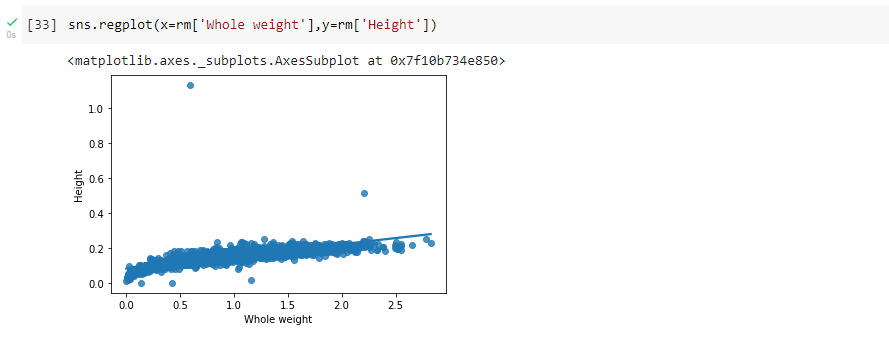 [33] sns.regplot(x=rm['Whole weight'],y=rm['Height'])
0s
<matplotlib.axes._subplots.AxesSubplot at 0x7f10b734e850>
1.0
0.8
0.6
Height
0.4
0.2
0.0
0.0 0.5 1.0 1.5 2.0 2.5
Whole weight